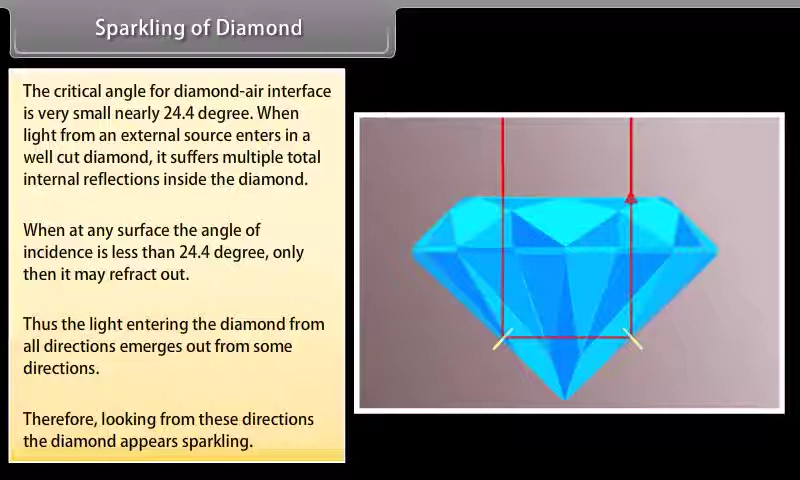 Sparkling of Diamond
The critical angle for diamond-air interface
is very small nearly 24.4 degree. When
light from an external source enters in a
well cut diamond, it suffers multiple total
internal reflections inside the diamond.
When at any surface the angle of
incidence is less than 24.4 degree, only
then it may refract out.
Thus the light entering the diamond from
all directions emerges out from some
directions.
Therefore, looking from these directions
the diamond appears sparkling.